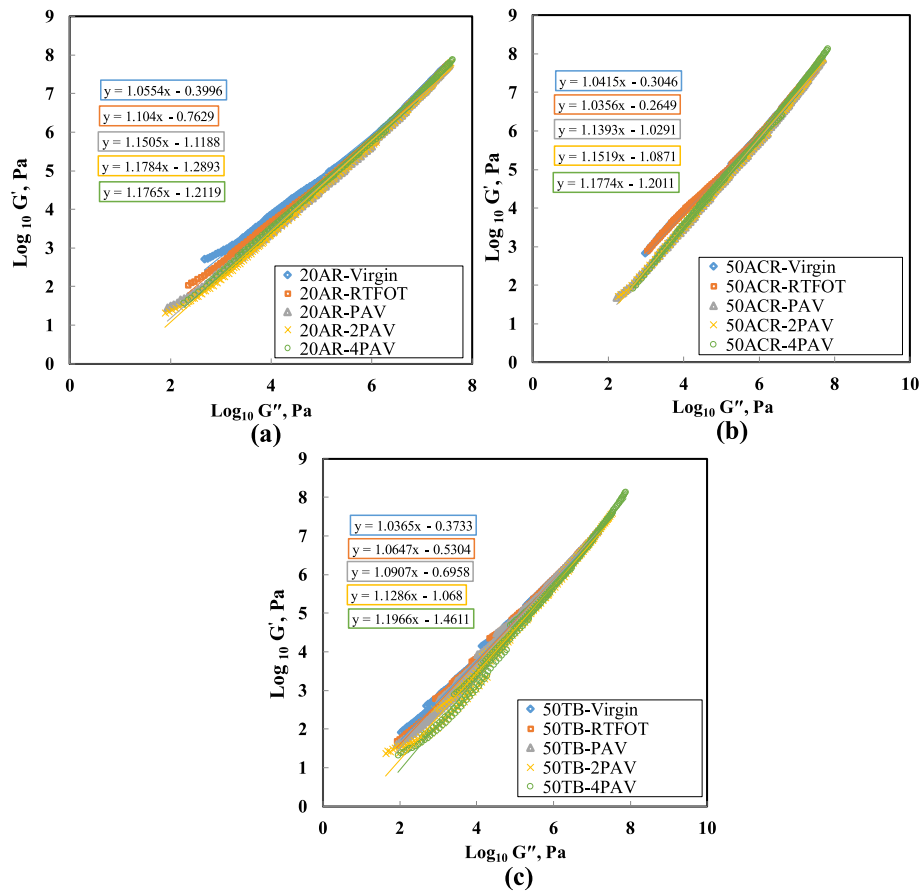 9
8
7
6
5
4
3
2
1
0
Log 10 G', Pa
y = 1.0554x - 0.3996
y = 1.104x - 0.7629
y = 1.1505x - 1.1188
y = 1.1784x - 1.2893
y = 1.1765x - 1.2119
20AR-Virgin
20AR-RTFOT
20AR-PAV
20AR-2PAV
20AR-4PAV
0 2 4 6 8
Log10 G″, Pa
(a)
9
8
7
6
5
4
3
2
1
0
Log 10 G', Pa
y = 1.0415x - 0.3046
y = 1.0356x - 0.2649
y = 1.1393x - 1.0291
y = 1.1519x - 1.0871
y = 1.1774x - 1.2011
50ACR-Virgin
50ACR-RTFOT
50ACR-PAV
50ACR-2PAV
50ACR-4PAV
0 2 4 6 8 10
Log10 G″, Pa
(b)
9
8
7
6
5
4
3
2
1
0
Log 10 G', Pa
y = 1.0365x - 0.3733
y = 1.0647x - 0.5304
y = 1.0907x - 0.6958
y = 1.1286x - 1.068
y = 1.1966x - 1.4611
50TB-Virgin
50TB-RTFOT
50TB-PAV
50TB-2PAV
50TB-4PAV
0 2 4 6 8 10
Log10 G″, Pa
(c)